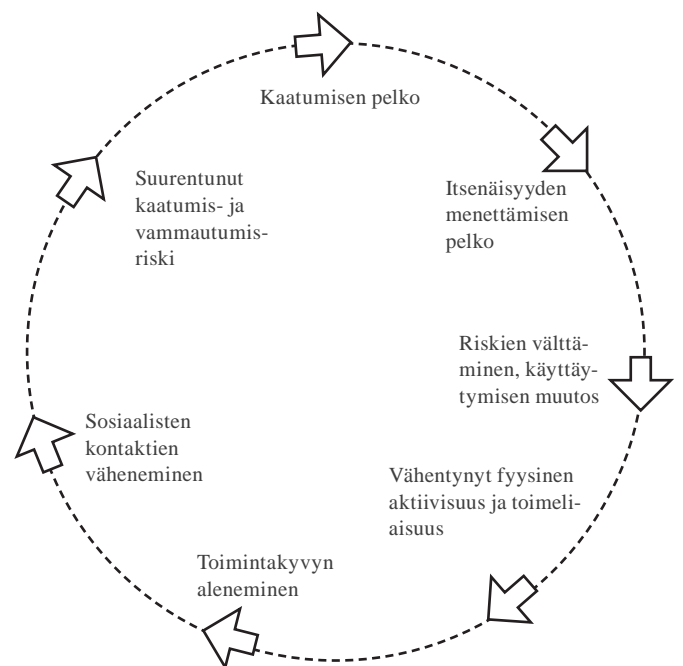 Kaatumisen pelko
Itsenäisyyden
menettämisen
pelko
Riskien välttä-
minen, käyttäy-
tymisen muutos
Vähentynyt fyysinen
aktiivisuus ja toimeli-
aisuus
Toimintakyvyn
aleneminen
Sosiaalisten
kontaktien
väheneminen
Suurentunut
kaatumis- ja
vammautumis-
riski